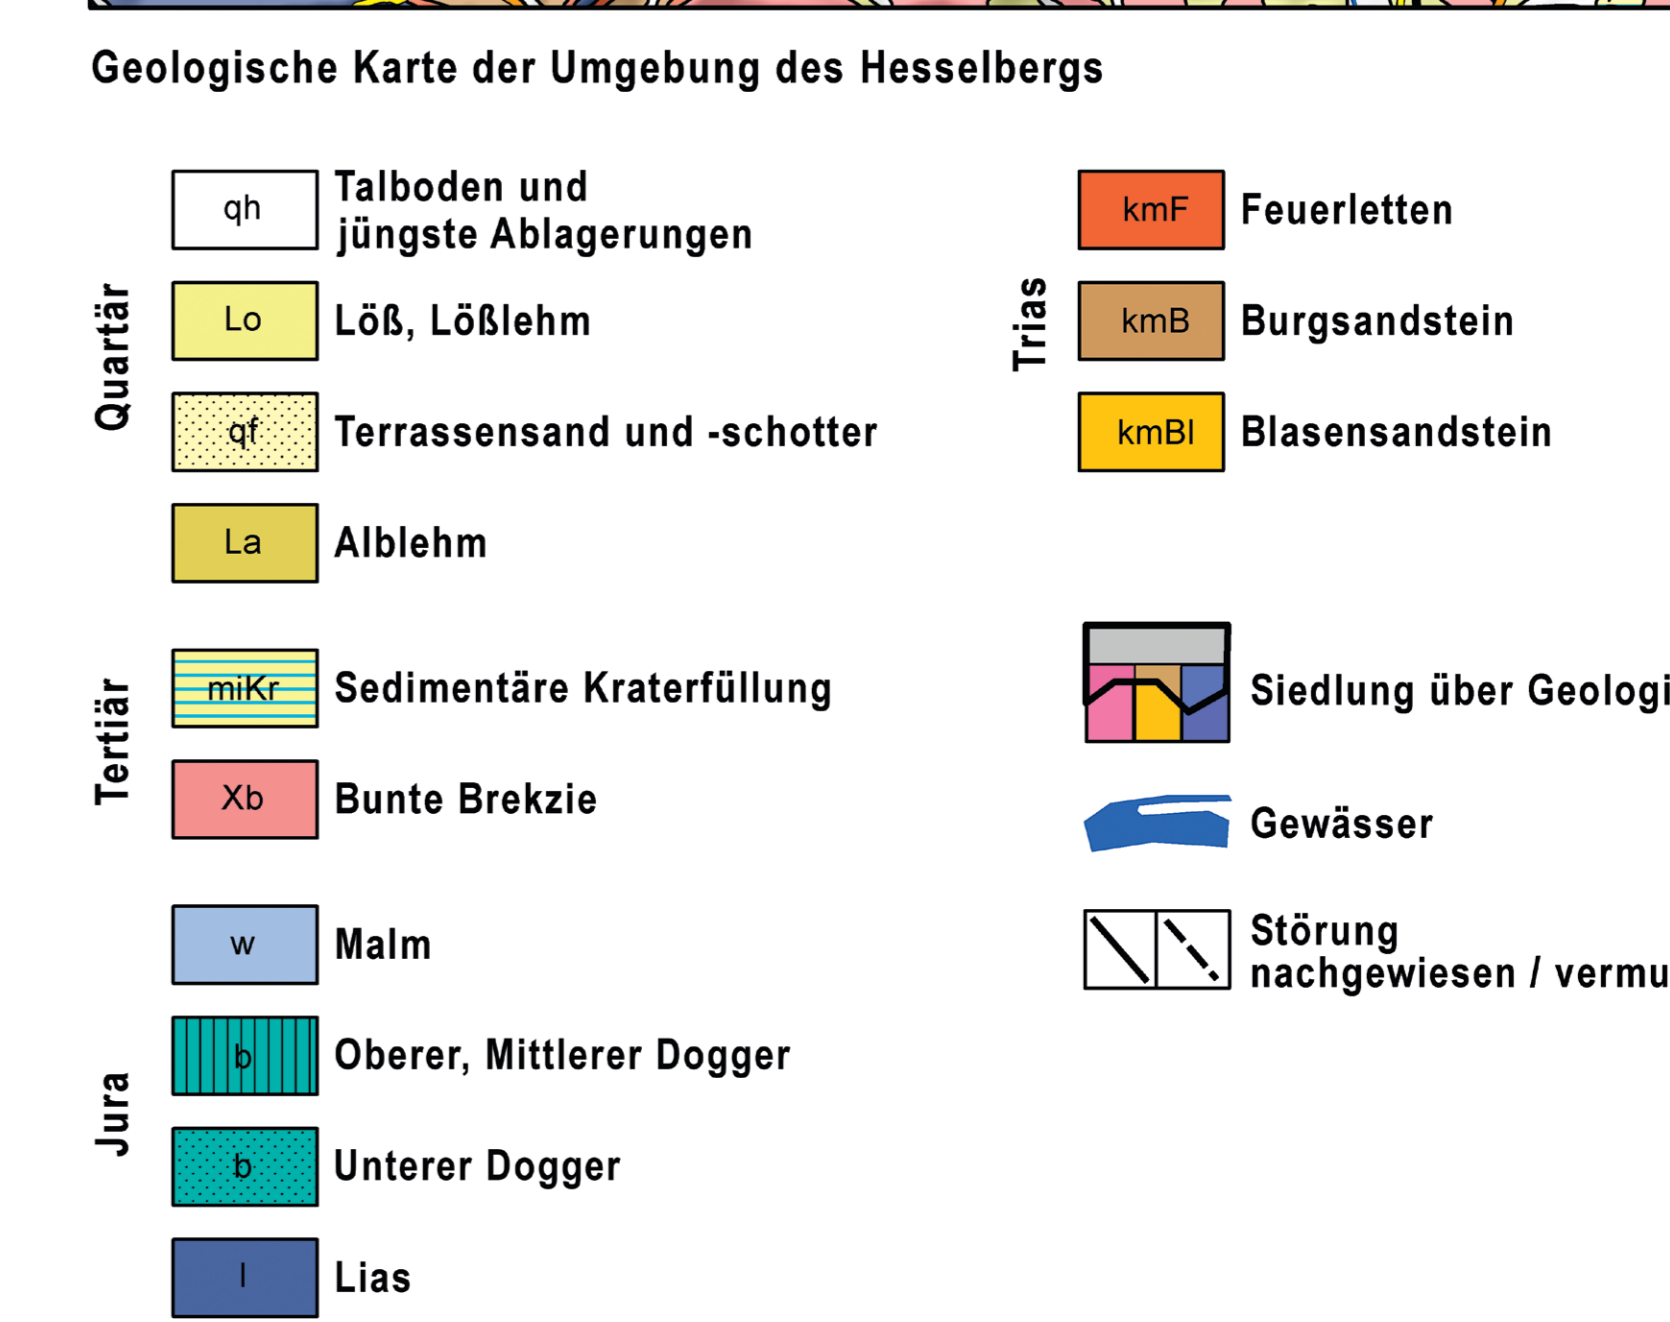 Geologische Karte der Umgebung des Hesselbergs
Quartär
qh
Talboden und
jüngste Ablagerungen
Lo
Löß, Lößlehm
qf
Terrassensand und -schotter
La
Alblehm
Tertiär
miKr
Sedimentäre Kraterfüllung
Xb
Bunte Brekzie
Jura
w
Malm
b
Oberer, Mittlerer Dogger
b
Unterer Dogger
l
Lias
Trias
kmF
Feuerletten
kmB
Burgsandstein
kmBl
Blasensandstein
Siedlung über Geologi
Gewässer
Störung
nachgewiesen / vermu